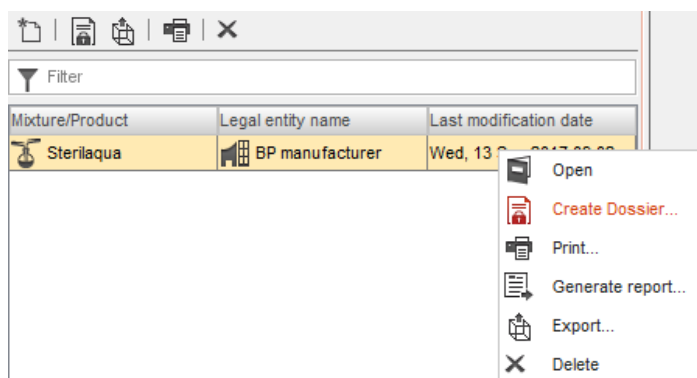 Filter
Mixture/Product Legal entity name Last modification date
Sterilaqua BP manufacturer Wed, 13
Open
Create Dossier...
Print...
Generate report...
Export...
Delete